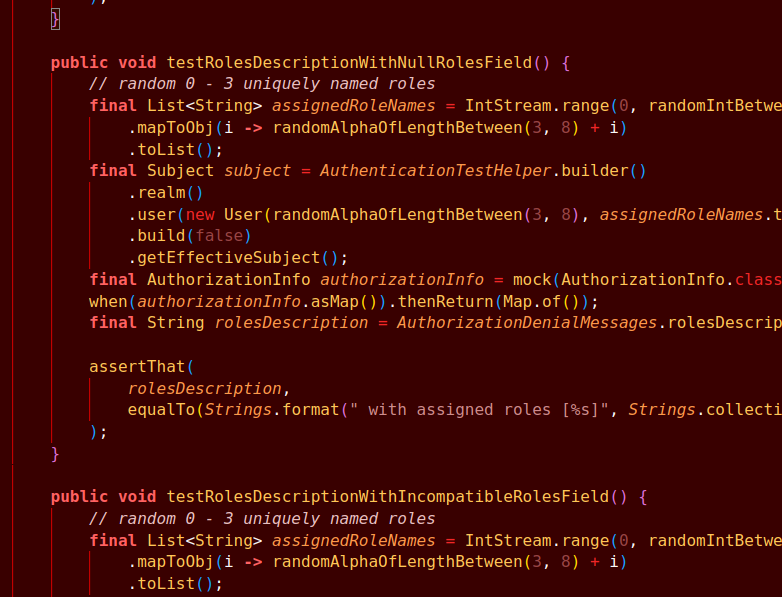 );
}
public void testRolesDescriptionWithNullRolesField() {
// random 0 - 3 uniquely named roles
final List<String> assignedRoleNames = IntStream.range(0, randomIntBetwe
.mapToObj(i -> randomAlphaOfLengthBetween(3, 8) + i)
.toList();
final Subject subject = AuthenticationTestHelper.builder()
.realm()
.user(new User(randomAlphaOfLengthBetween(3, 8), assignedRoleNames.t
.build(false)
.getEffectiveSubject();
final AuthorizationInfo authorizationInfo = mock(AuthorizationInfo.class
when(authorizationInfo.asMap()).thenReturn(Map.of());
final String rolesDescription = AuthorizationDenialMessages.rolesDescrip
assertThat(
rolesDescription,
equalTo(Strings.format(" with assigned roles [%s]", Strings.collecti
);
}
public void testRolesDescriptionWithIncompatibleRolesField() {
// random 0 - 3 uniquely named roles
final List<String> assignedRoleNames = IntStream.range(0, randomIntBetwe
.mapToObj(i -> randomAlphaOfLengthBetween(3, 8) + i)
.toList();